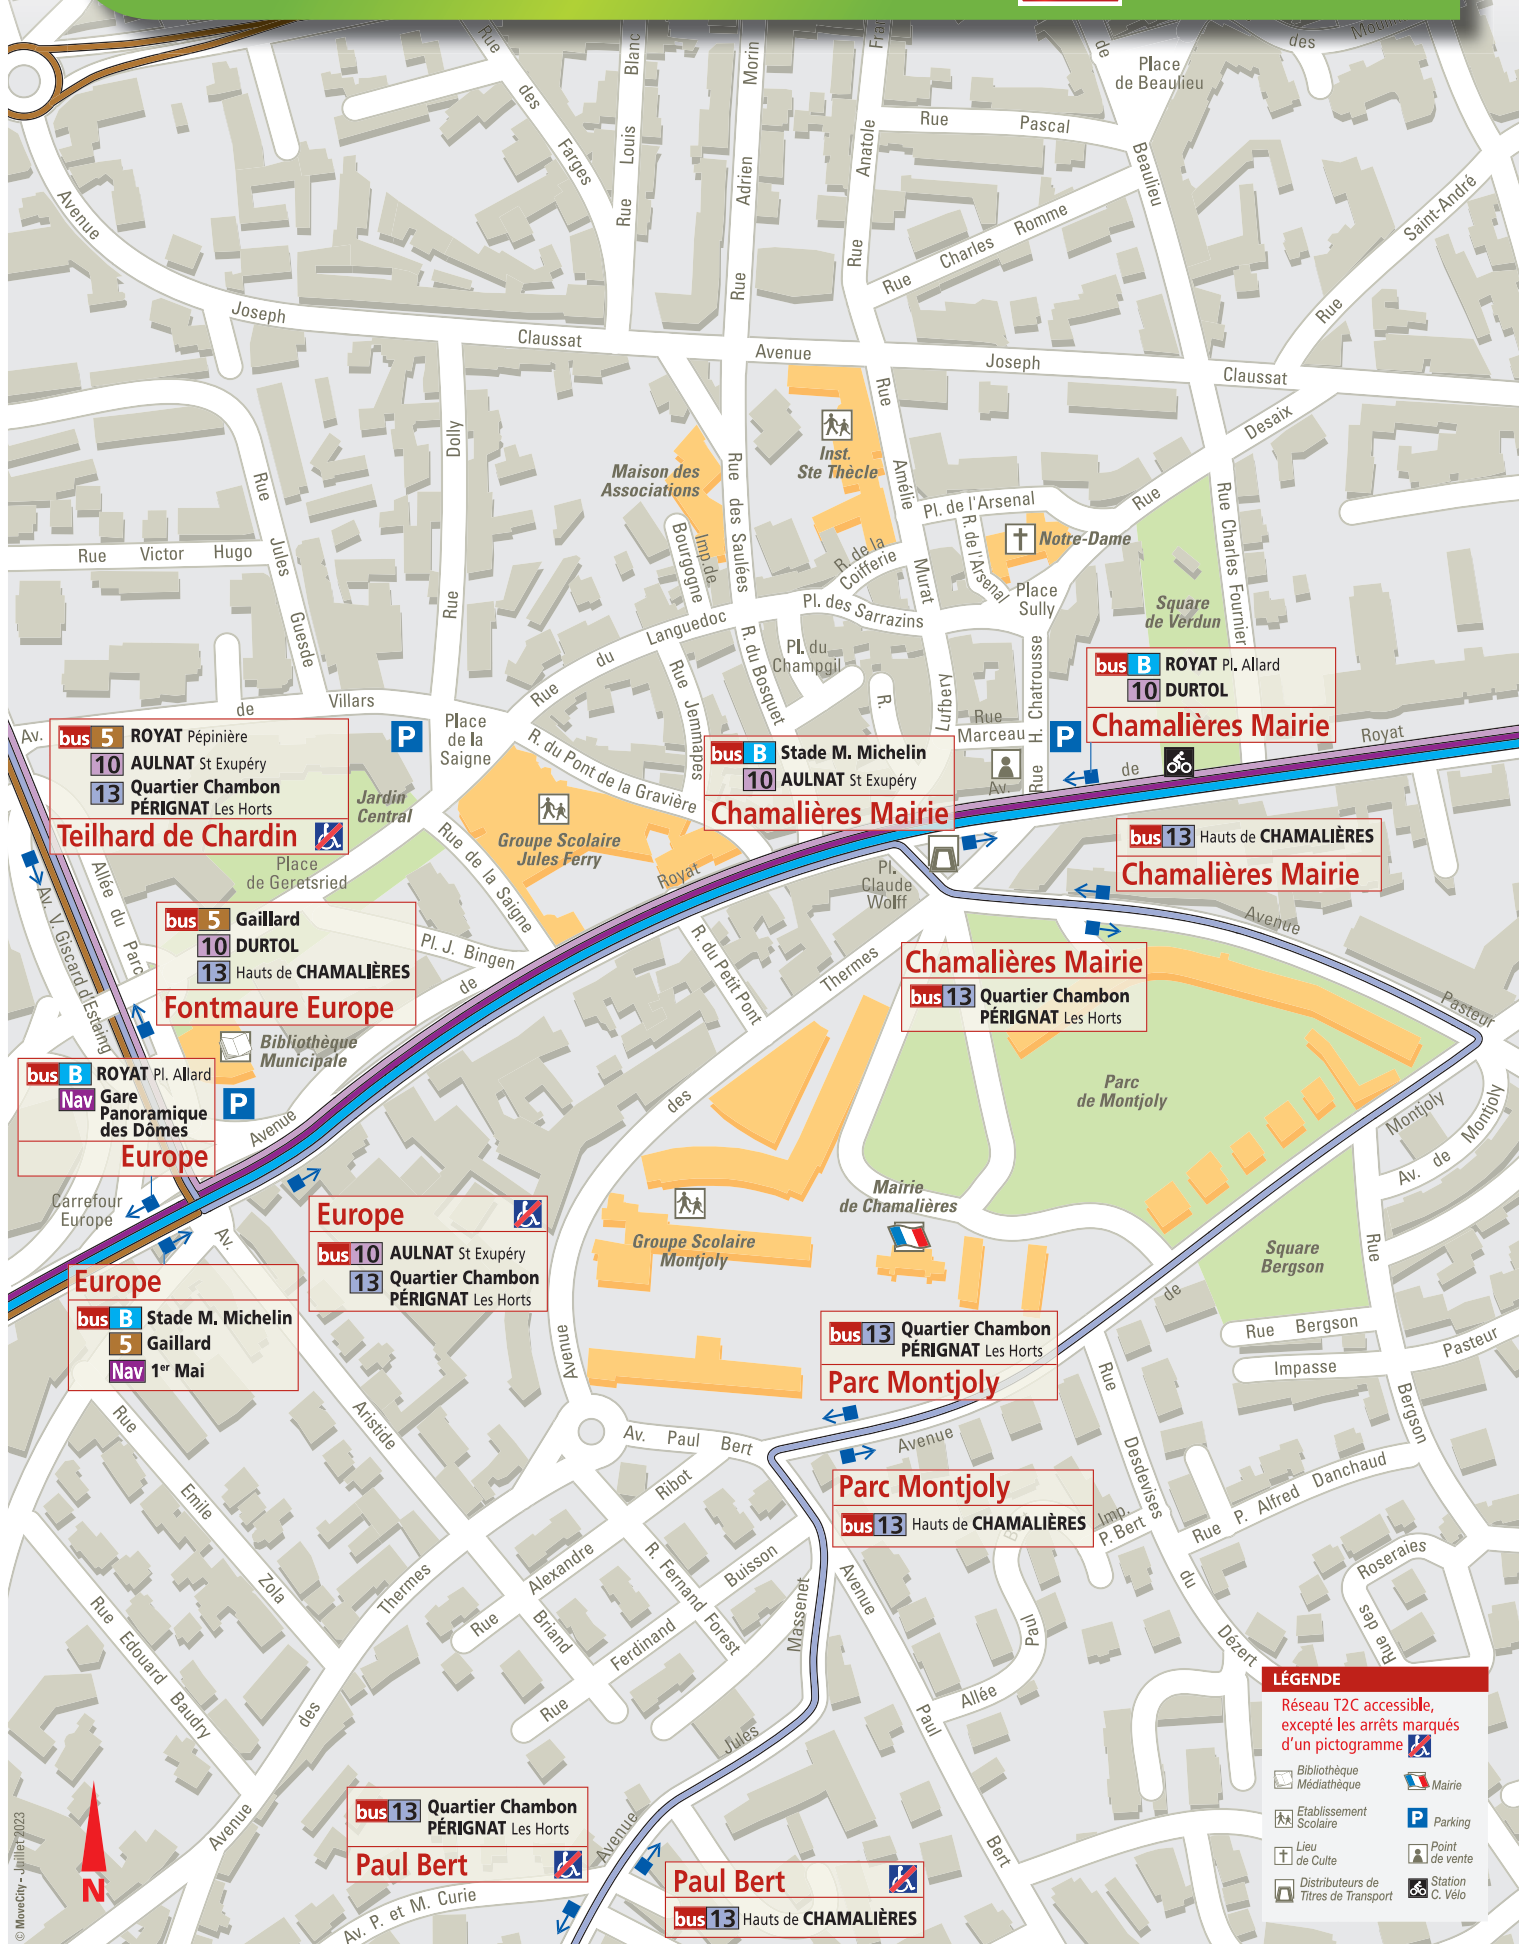 Rue
des
Farges
Rue Louis Blanc
Rue Adrien Morin
Rue Anatole
de
Place
de Beaulieu
des
Rue Pascal
Beaulieu
Rue Charles Romme
Rue Saint-André
Avenue
Joseph
Claussat
Avenue
Joseph
Claussat
Rue Desaix
Rue
Dolly
Rue
Jules
Guesde
Rue Victor Hugo
Maison des
Associations
Inst.
Ste Thècle
Rue
Amélie
Murat
Rue des Saulées
Imp. de
Bourgogne
R. de la
Coifferie
Pl. de l'Arsenal
R. de l'Arsenal
Notre-Dame
Place
Sully
Pl. des Sarrazins
Square
de Verdun
Rue Charles Fournier
Rue du Languedoc
R. du Bosquet
Pl. du
Champgil
Rue Jemmapes
R.
Lufbery
Rue
Marceau
Rue H. Chatrousse
P
bus B ROYAT Pl. Allard
10 DURTOL
Chamalières Mairie
Av. de Royat
Av. de Villars
Place
de la
Saigne
P
R. du Pont de la Gravière
bus 5 ROYAT Pépinière
10 AULNAT St Exupéry
13 Quartier Chambon
PÉRIGNAT Les Horts
Teilhard de Chardin
Jardin
Central
Place
de Geretsried
Rue de la Saigne
Groupe Scolaire
Jules Ferry
bus B Stade M. Michelin
10 AULNAT St Exupéry
Chamalières Mairie
bus 13 Hauts de CHAMALIÈRES
Chamalières Mairie
Pl.
Claude
Wolff
Av. V. Giscard d'Estaing
Allée du Parc
bus 5 Gaillard
10 DURTOL
13 Hauts de CHAMALIÈRES
Fontmaure Europe
Pl. J. Bingen
Avenue de Royat
R. du Petit Pont
Avenue des Thermes
Chamalières Mairie
bus 13 Quartier Chambon
PÉRIGNAT Les Horts
Avenue Pasteur
Bibliothèque
Municipale
P
Parc
de Montjoly
bus B ROYAT Pl. Allard
Nav Gare
Panoramique
des Dômes
Europe
Carrefour
Europe
Montjoly
Av. de Montjoly
Mairie
de Chamalières
Groupe Scolaire
Montjoly
Square
Bergson
Europe
bus 10 AULNAT St Exupéry
13 Quartier Chambon
PÉRIGNAT Les Horts
Europe
bus B Stade M. Michelin
5 Gaillard
Nav 1er Mai
Av.
Aristide
Briand
bus 13 Quartier Chambon
PÉRIGNAT Les Horts
Parc Montjoly
Avenue de
Rue Bergson
Impasse
Pasteur
Rue
Bergson
Parc Montjoly
bus 13 Hauts de CHAMALIÈRES
Av. Paul Bert
Rue
Desdevises
du
Dézert
Imp.
P. Bert
Rue P. Alfred Danchaud
Rue des Roseraies
Rue
Emile
Zola
Rue Edouard Baudry
Avenue des Thermes
Rue Alexandre Ribot
R. Fernand Forest
Rue Ferdinand Buisson
Avenue Jules Massenet
Avenue
Paul
Bert
Allée
Paul
bus 13 Quartier Chambon
PÉRIGNAT Les Horts
Paul Bert
Paul Bert
bus 13 Hauts de CHAMALIÈRES
Av. P. et M. Curie
N
© MoveCity - Juillet 2023
LÉGENDE
Réseau T2C accessible,
excepté les arrêts marqués
d'un pictogramme
Bibliothèque
Médiathèque
Mairie
Etablissement
Scolaire
P Parking
Lieu
de Culte
Point
de vente
Distributeurs de
Titres de Transport
Station
C. Vélo